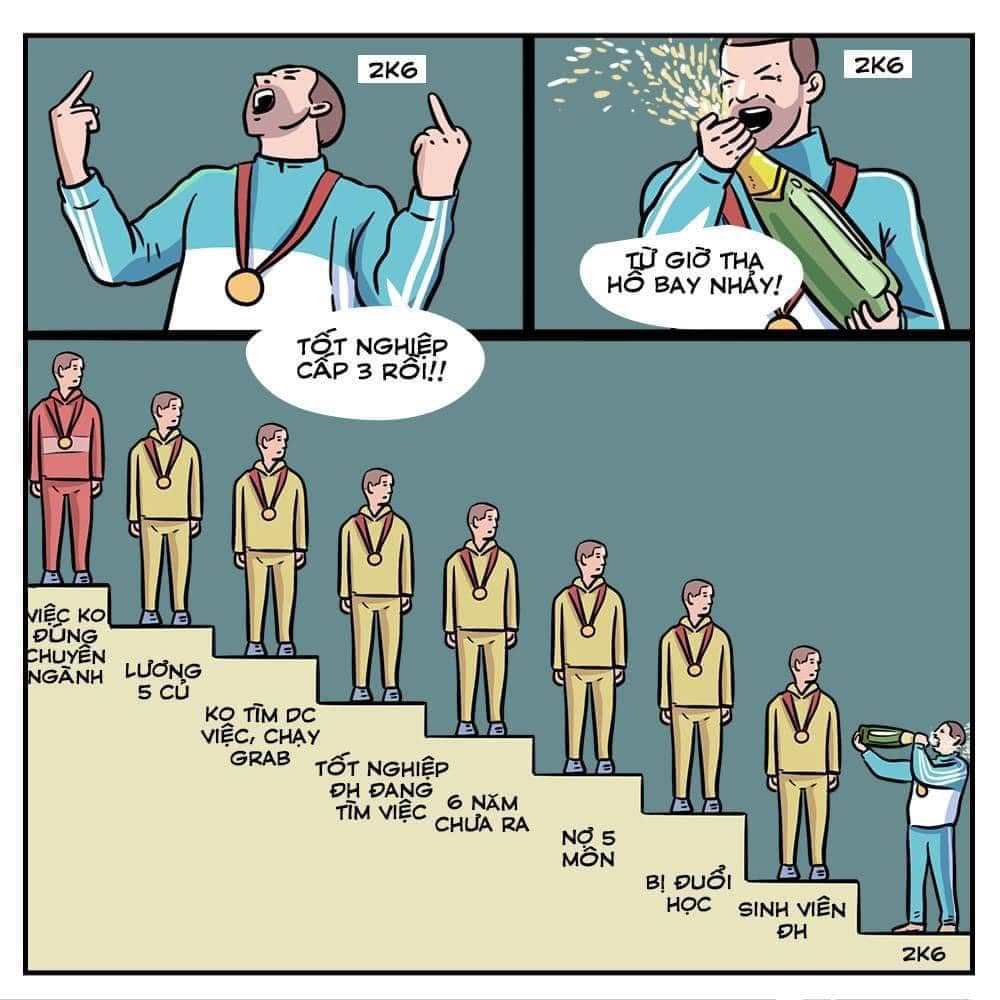 2K6
2K6
TỐT NGHIỆP
CẤP 3 RỒI!!
TỪ GIỜ THA
HỒ BAY NHẢY!
VIỆC KO
ĐÚNG
CHUYÊN
NGÀNH
LƯƠNG
5 CỦ
KO TÌM DC
VIỆC, CHẠY
GRAB
TỐT NGHIỆP
ĐH ĐANG
TÌM VIỆC
6 NĂM
CHƯA RA
NỢ 5
MÔN
BỊ ĐUỔI
HỌC
SINH VIÊN
ĐH
2K6